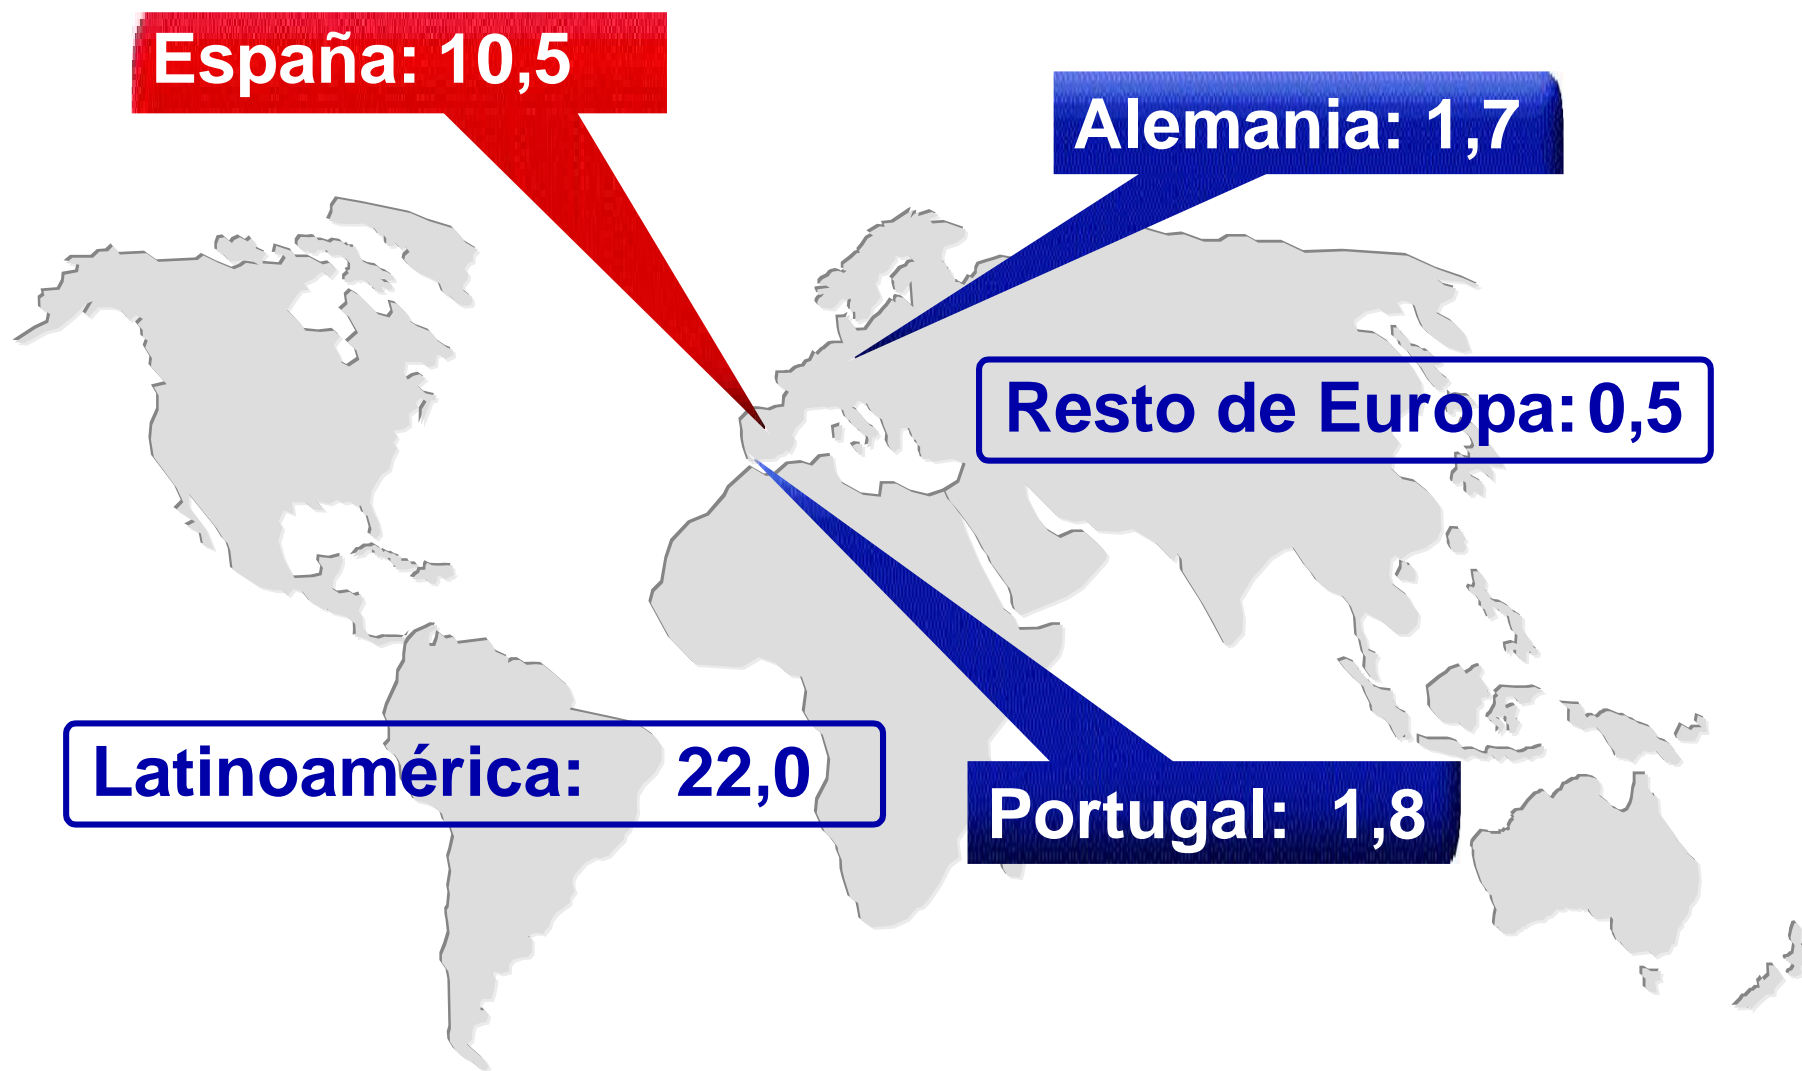 España: 10,5
Alemania: 1,7
Resto de Europa: 0,5
Latinoamérica: 22,0
Portugal: 1,8